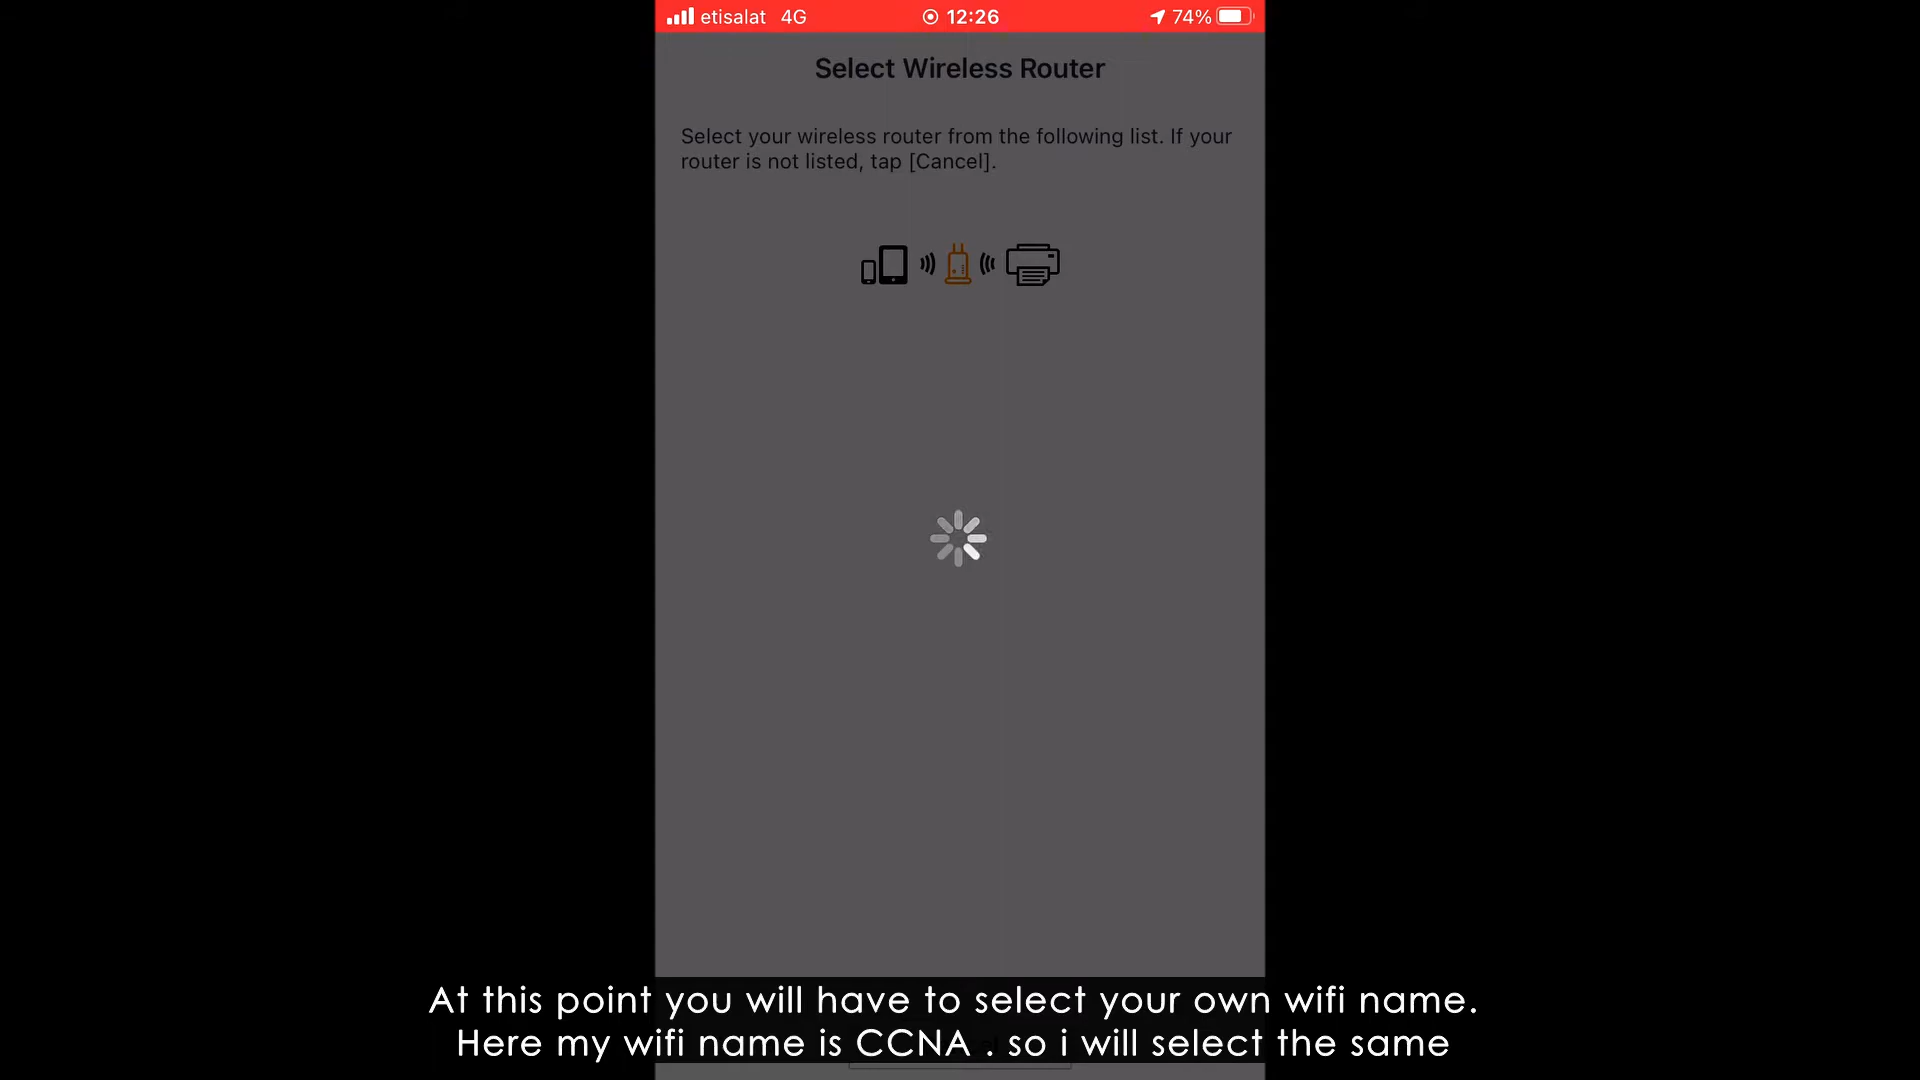 etisalat 4G 12:26 74%
Select Wireless Router
Select your wireless router from the following list. If your
router is not listed, tap [Cancel].
At this point you will have to select your own wifi name.
Here my wifi name is CCNA . so i will select the same